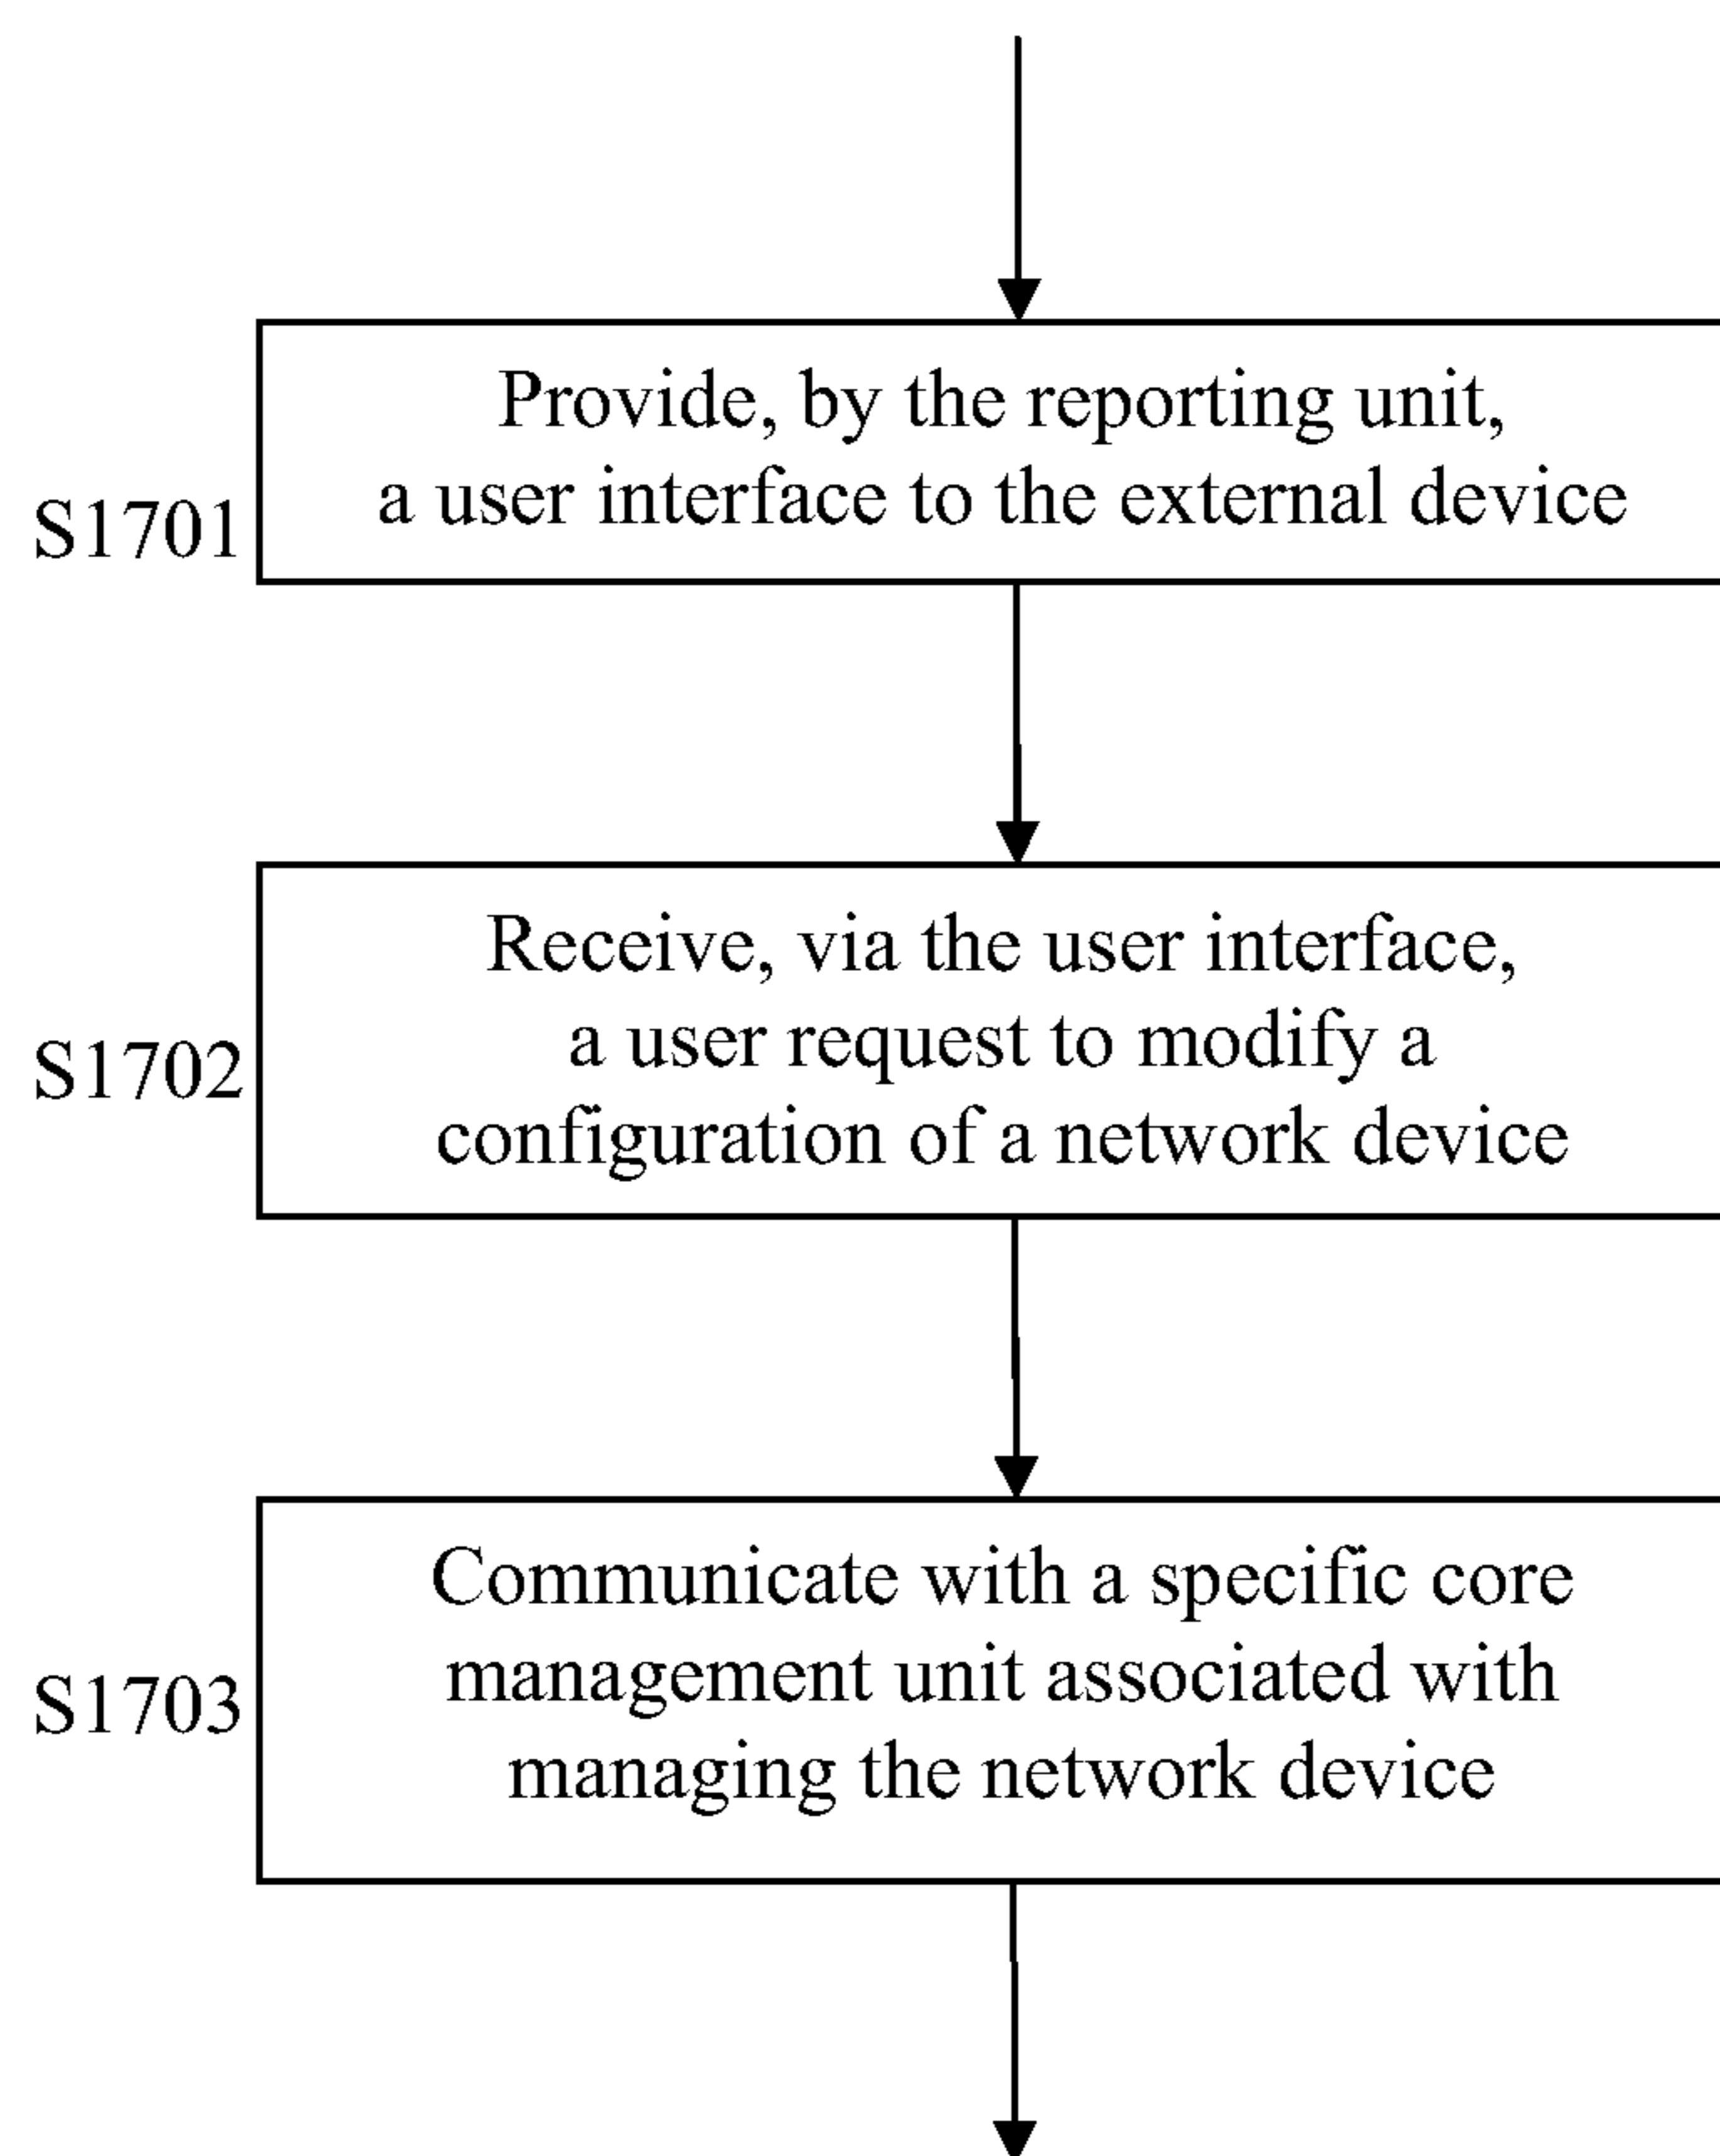 Provide, by the reporting unit,
a user interface to the external device
S1701
Receive, via the user interface,
a user request to modify a
configuration of a network device
S1702
Communicate with a specific core
management unit associated with
managing the network device
S1703